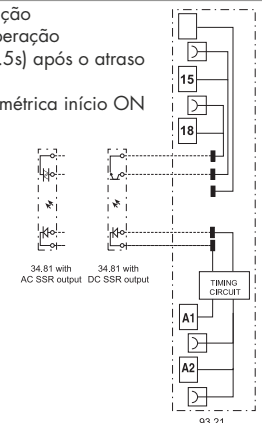 ção
peração
.5s) após o atraso
métrica início ON
15
18
34.81 with
AC SSR output
34.81 with
DC SSR output
TIMING
CIRCUIT
A1
A2
93.21